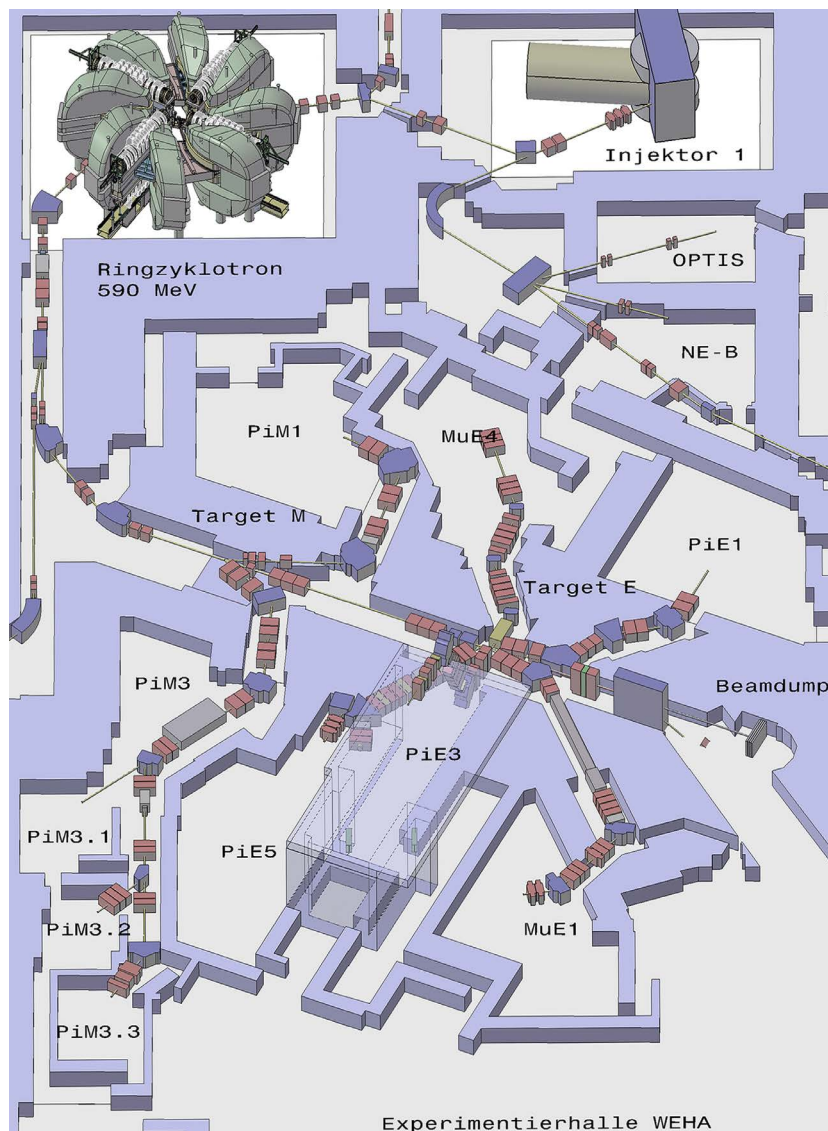 Injektor 1
Ringzyklotron
590 MeV
OPTIS
NE-B
PiM1
MuE4
Target M
PiE1
Target E
PiM3
Beamdump
PiE3
PiM3.1
PiE5
PiM3.2
MuE1
PiM3.3
Experimentierhalle WEHA